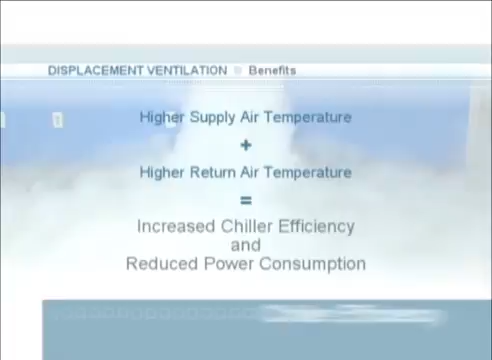 DISPLACEMENT VENTILATION Benefits
Higher Supply Air Temperature
+
Higher Return Air Temperature
=
Increased Chiller Efficiency
and
Reduced Power Consumption